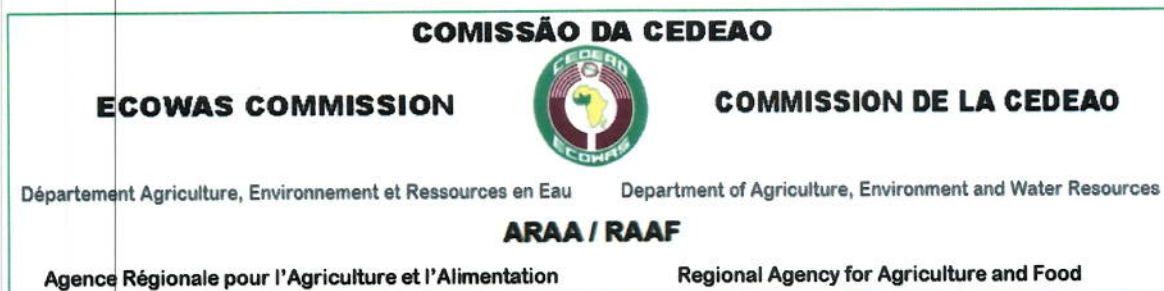 COMISSÃO DA CEDEAO
CEDEAO
ECOWAS COMMISSION
COMMISSION DE LA CEDEAO
ECOWAS
Département Agriculture, Environnement et Ressources en Eau
Department of Agriculture, Environment and Water Resources
ARAA / RAAF
Agence Régionale pour l'Agriculture et l'Alimentation
Regional Agency for Agriculture and Food